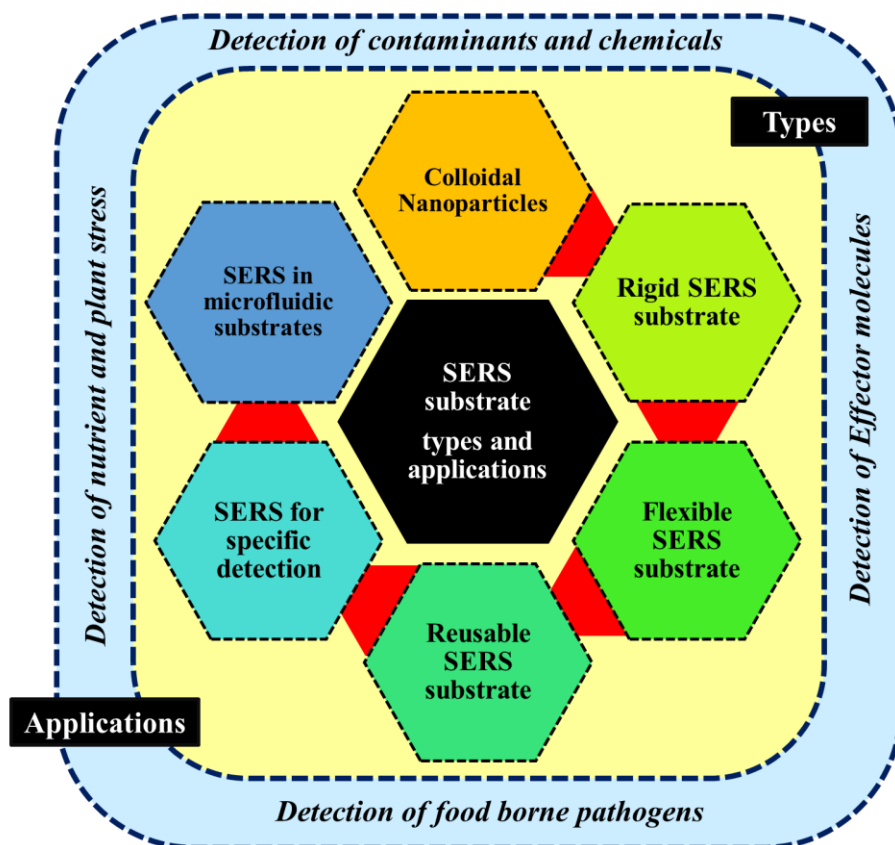 Detection of contaminants and chemicals
Types
Colloidal
Nanoparticles
SERS in
microfluidic
substrates
Rigid SERS
substrate
SERS
substrate
types and
applications
Detection of nutrient and plant stress
Detection of Effector molecules
SERS for
specific
detection
Flexible
SERS
substrate
Reusable
SERS
substrate
Applications
Detection of food borne pathogens